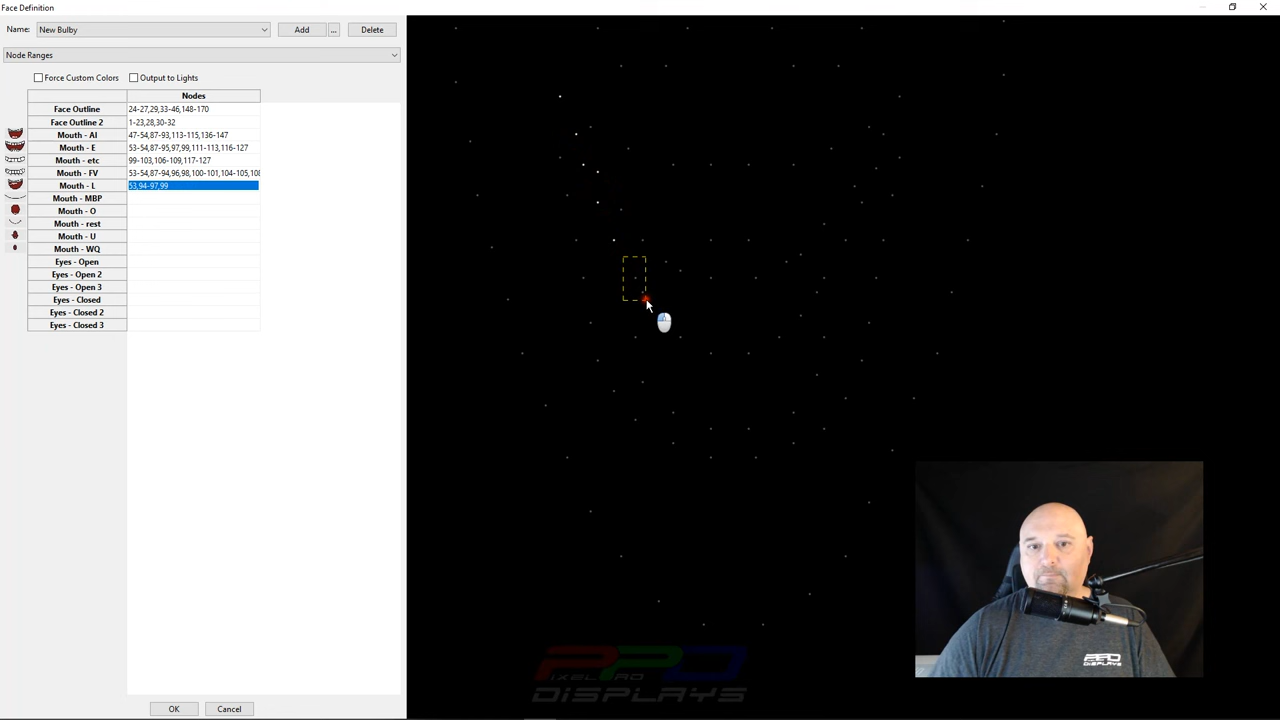 Face Definition
Name: New Bulby Add ... Delete
Node Ranges
Force Custom Colors Output to Lights
Nodes
Face Outline 24-27,29,33-46,148-170
Face Outline 2 1-23,28,30-32
Mouth - AI 47-54,87-93,113-115,136-147
Mouth - E 53-54,87-95,97,99,111-113,116-127
Mouth - etc 99-103,106-109,117-127
Mouth - FV 53-54,87-94,96,98,100-101,104-105,108
Mouth - L 53,94-97,99
Mouth - MBP
Mouth - O
Mouth - rest
Mouth - U
Mouth - WQ
Eyes - Open
Eyes - Open 2
Eyes - Open 3
Eyes - Closed
Eyes - Closed 2
Eyes - Closed 3
PPD
DISPLAYS
PIXEL PRO
DISPLAYS
OK Cancel